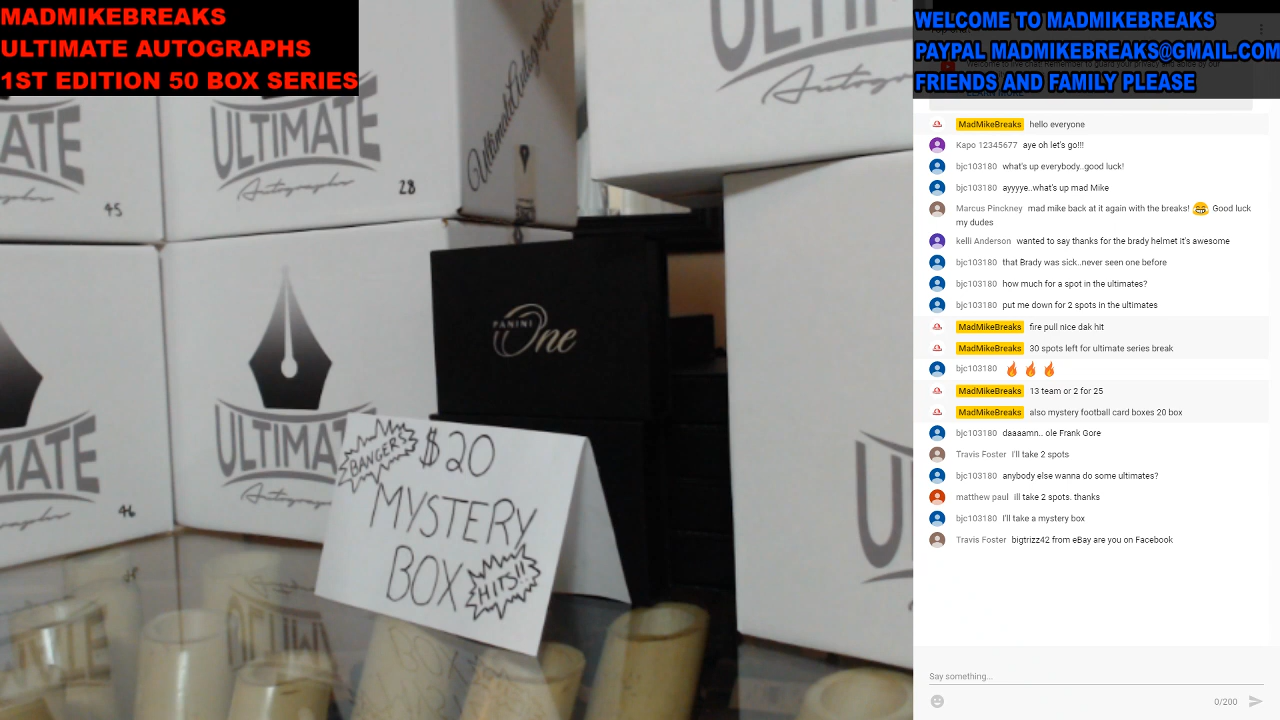 MADMIKEBREAKS
ULTIMATE AUTOGRAPHS
1ST EDITION 50 BOX SERIES
ULTIMATE
Autographs
45
ULTIMATE
Autographs
28
Ultimate Autographs
ULTIMATE
Autographs
46
ULTIMATE
Autographs
PANINI
One
BANGERS
$20
MYSTERY
BOX
HITS!!
WELCOME TO MADMIKEBREAKS
PAYPAL MADMIKEBREAKS@GMAIL.COM
FRIENDS AND FAMILY PLEASE
MadMikeBreaks hello everyone
Kapo 12345677 aye oh let's go!!!
bjc103180 what's up everybody..good luck!
bjc103180 ayyyye..what's up mad Mike
Marcus Pinckney mad mike back at it again with the breaks! 😂 Good luck
my dudes
kelli Anderson wanted to say thanks for the brady helmet it's awesome
bjc103180 that Brady was sick..never seen one before
bjc103180 how much for a spot in the ultimates?
bjc103180 put me down for 2 spots in the ultimates
MadMikeBreaks fire pull nice dak hit
MadMikeBreaks 30 spots left for ultimate series break
bjc103180 🔥 🔥 🔥
MadMikeBreaks 13 team or 2 for 25
MadMikeBreaks also mystery football card boxes 20 box
bjc103180 daaaamn.. ole Frank Gore
Travis Foster I'll take 2 spots
bjc103180 anybody else wanna do some ultimates?
matthew paul ill take 2 spots. thanks
bjc103180 I'll take a mystery box
Travis Foster bigtrizz42 from eBay are you on Facebook
Say something...
0/200